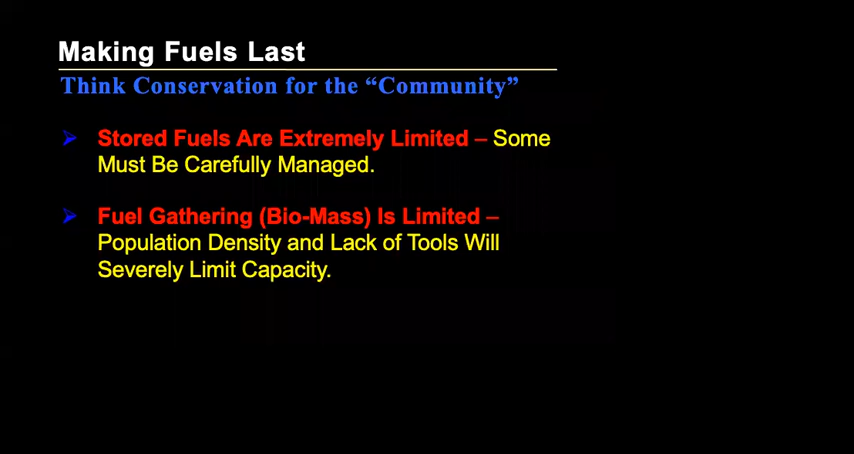 Making Fuels Last
Think Conservation for the “Community”
Stored Fuels Are Extremely Limited – Some
Must Be Carefully Managed.
Fuel Gathering (Bio-Mass) Is Limited –
Population Density and Lack of Tools Will
Severely Limit Capacity.